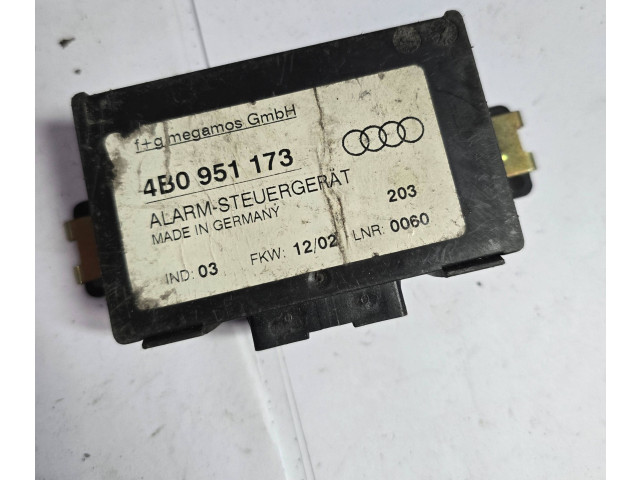 f+g megamos GmbH
4B0 951 173
ALARM-STEUERGERÄT
MADE IN GERMANY
203
IND: 03 FKW: 12/02 LNR: 0060